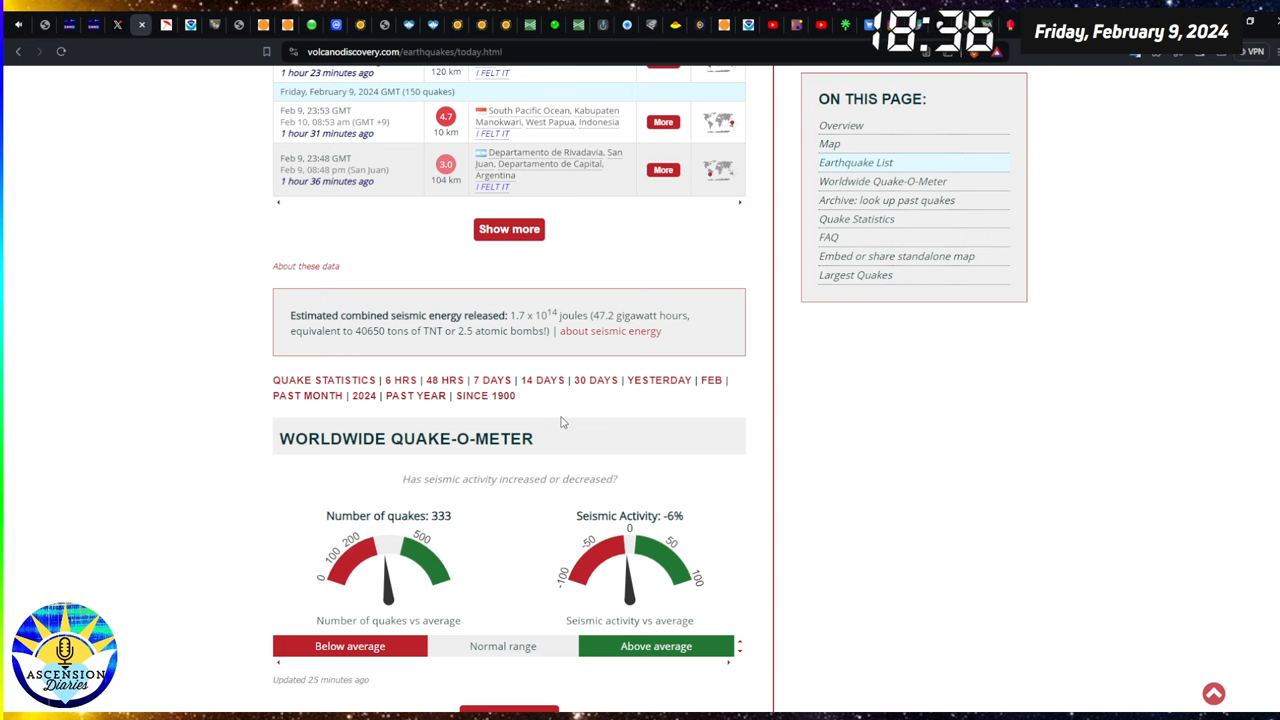 18:36
Friday, February 9, 2024
volcanodiscovery.com/earthquakes/today.html
VPN
1 hour 23 minutes ago
120 km
I FELT IT
Friday, February 9, 2024 GMT (150 quakes)
Feb 9, 23:53 GMT
Feb 10, 08:53 am (GMT +9)
1 hour 31 minutes ago
4.7
10 km
South Pacific Ocean, Kabupaten
Manokwari, West Papua, Indonesia
I FELT IT
More
Feb 9, 23:48 GMT
Feb 9, 08:48 pm (San Juan)
1 hour 36 minutes ago
3.0
104 km
Departamento de Rivadavia, San
Juan, Departamento de Capital,
Argentina
I FELT IT
More
Show more
About these data
Estimated combined seismic energy released: 1.7 x 10^14 joules (47.2 gigawatt hours,
equivalent to 40650 tons of TNT or 2.5 atomic bombs!) | about seismic energy
QUAKE STATISTICS | 6 HRS | 48 HRS | 7 DAYS | 14 DAYS | 30 DAYS | YESTERDAY | FEB |
PAST MONTH | 2024 | PAST YEAR | SINCE 1900
WORLDWIDE QUAKE-O-METER
Has seismic activity increased or decreased?
Number of quakes: 333
0 100 200 500
Number of quakes vs average
Seismic Activity: -6%
-100 -50 0 50 100
Seismic activity vs average
Below average
Normal range
Above average
Updated 25 minutes ago
ON THIS PAGE:
Overview
Map
Earthquake List
Worldwide Quake-O-Meter
Archive: look up past quakes
Quake Statistics
FAQ
Embed or share standalone map
Largest Quakes
ASCENSION
Diaries